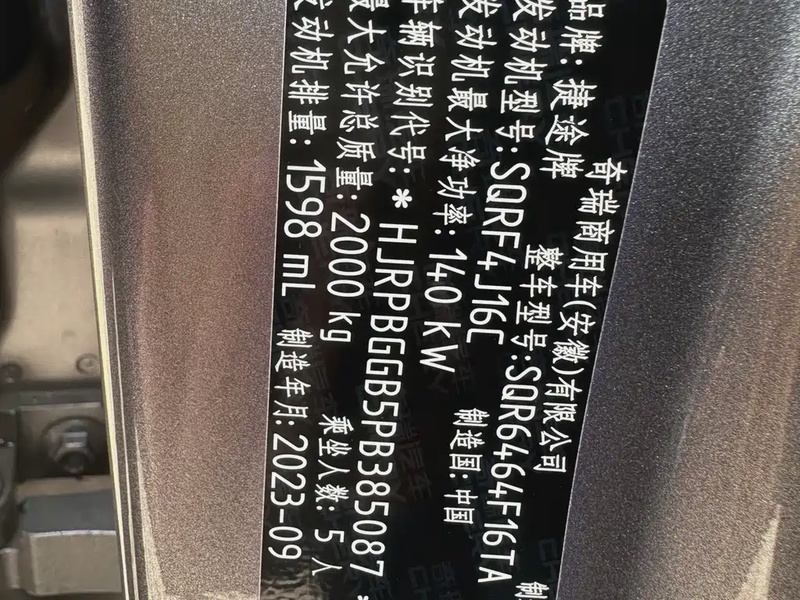 奇瑞商用车(安徽)有限公司
品牌: 捷途牌 整车型号:SQR6464F16TA
发动机型号:SQRF4J16C
发动机最大净功率: 140 kW 制造国:中国
车辆识别代号: *HJRPBGGB5PB385087*
最大允许总质量: 2000 kg 乘坐人数: 5人
发动机排量: 1598 mL 制造年月:2023-09